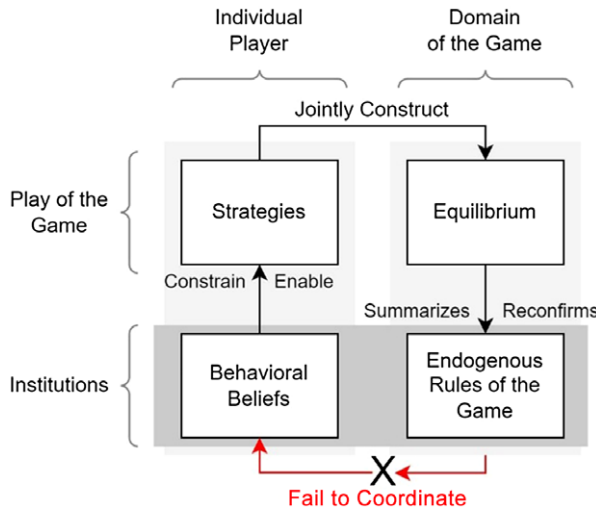 Individual
Player
Domain
of the Game
Jointly Construct
Play of the
Game
Strategies
Equilibrium
Constrain
Enable
Summarizes
Reconfirms
Institutions
Behavioral
Beliefs
Endogenous
Rules of the
Game
X
Fail to Coordinate